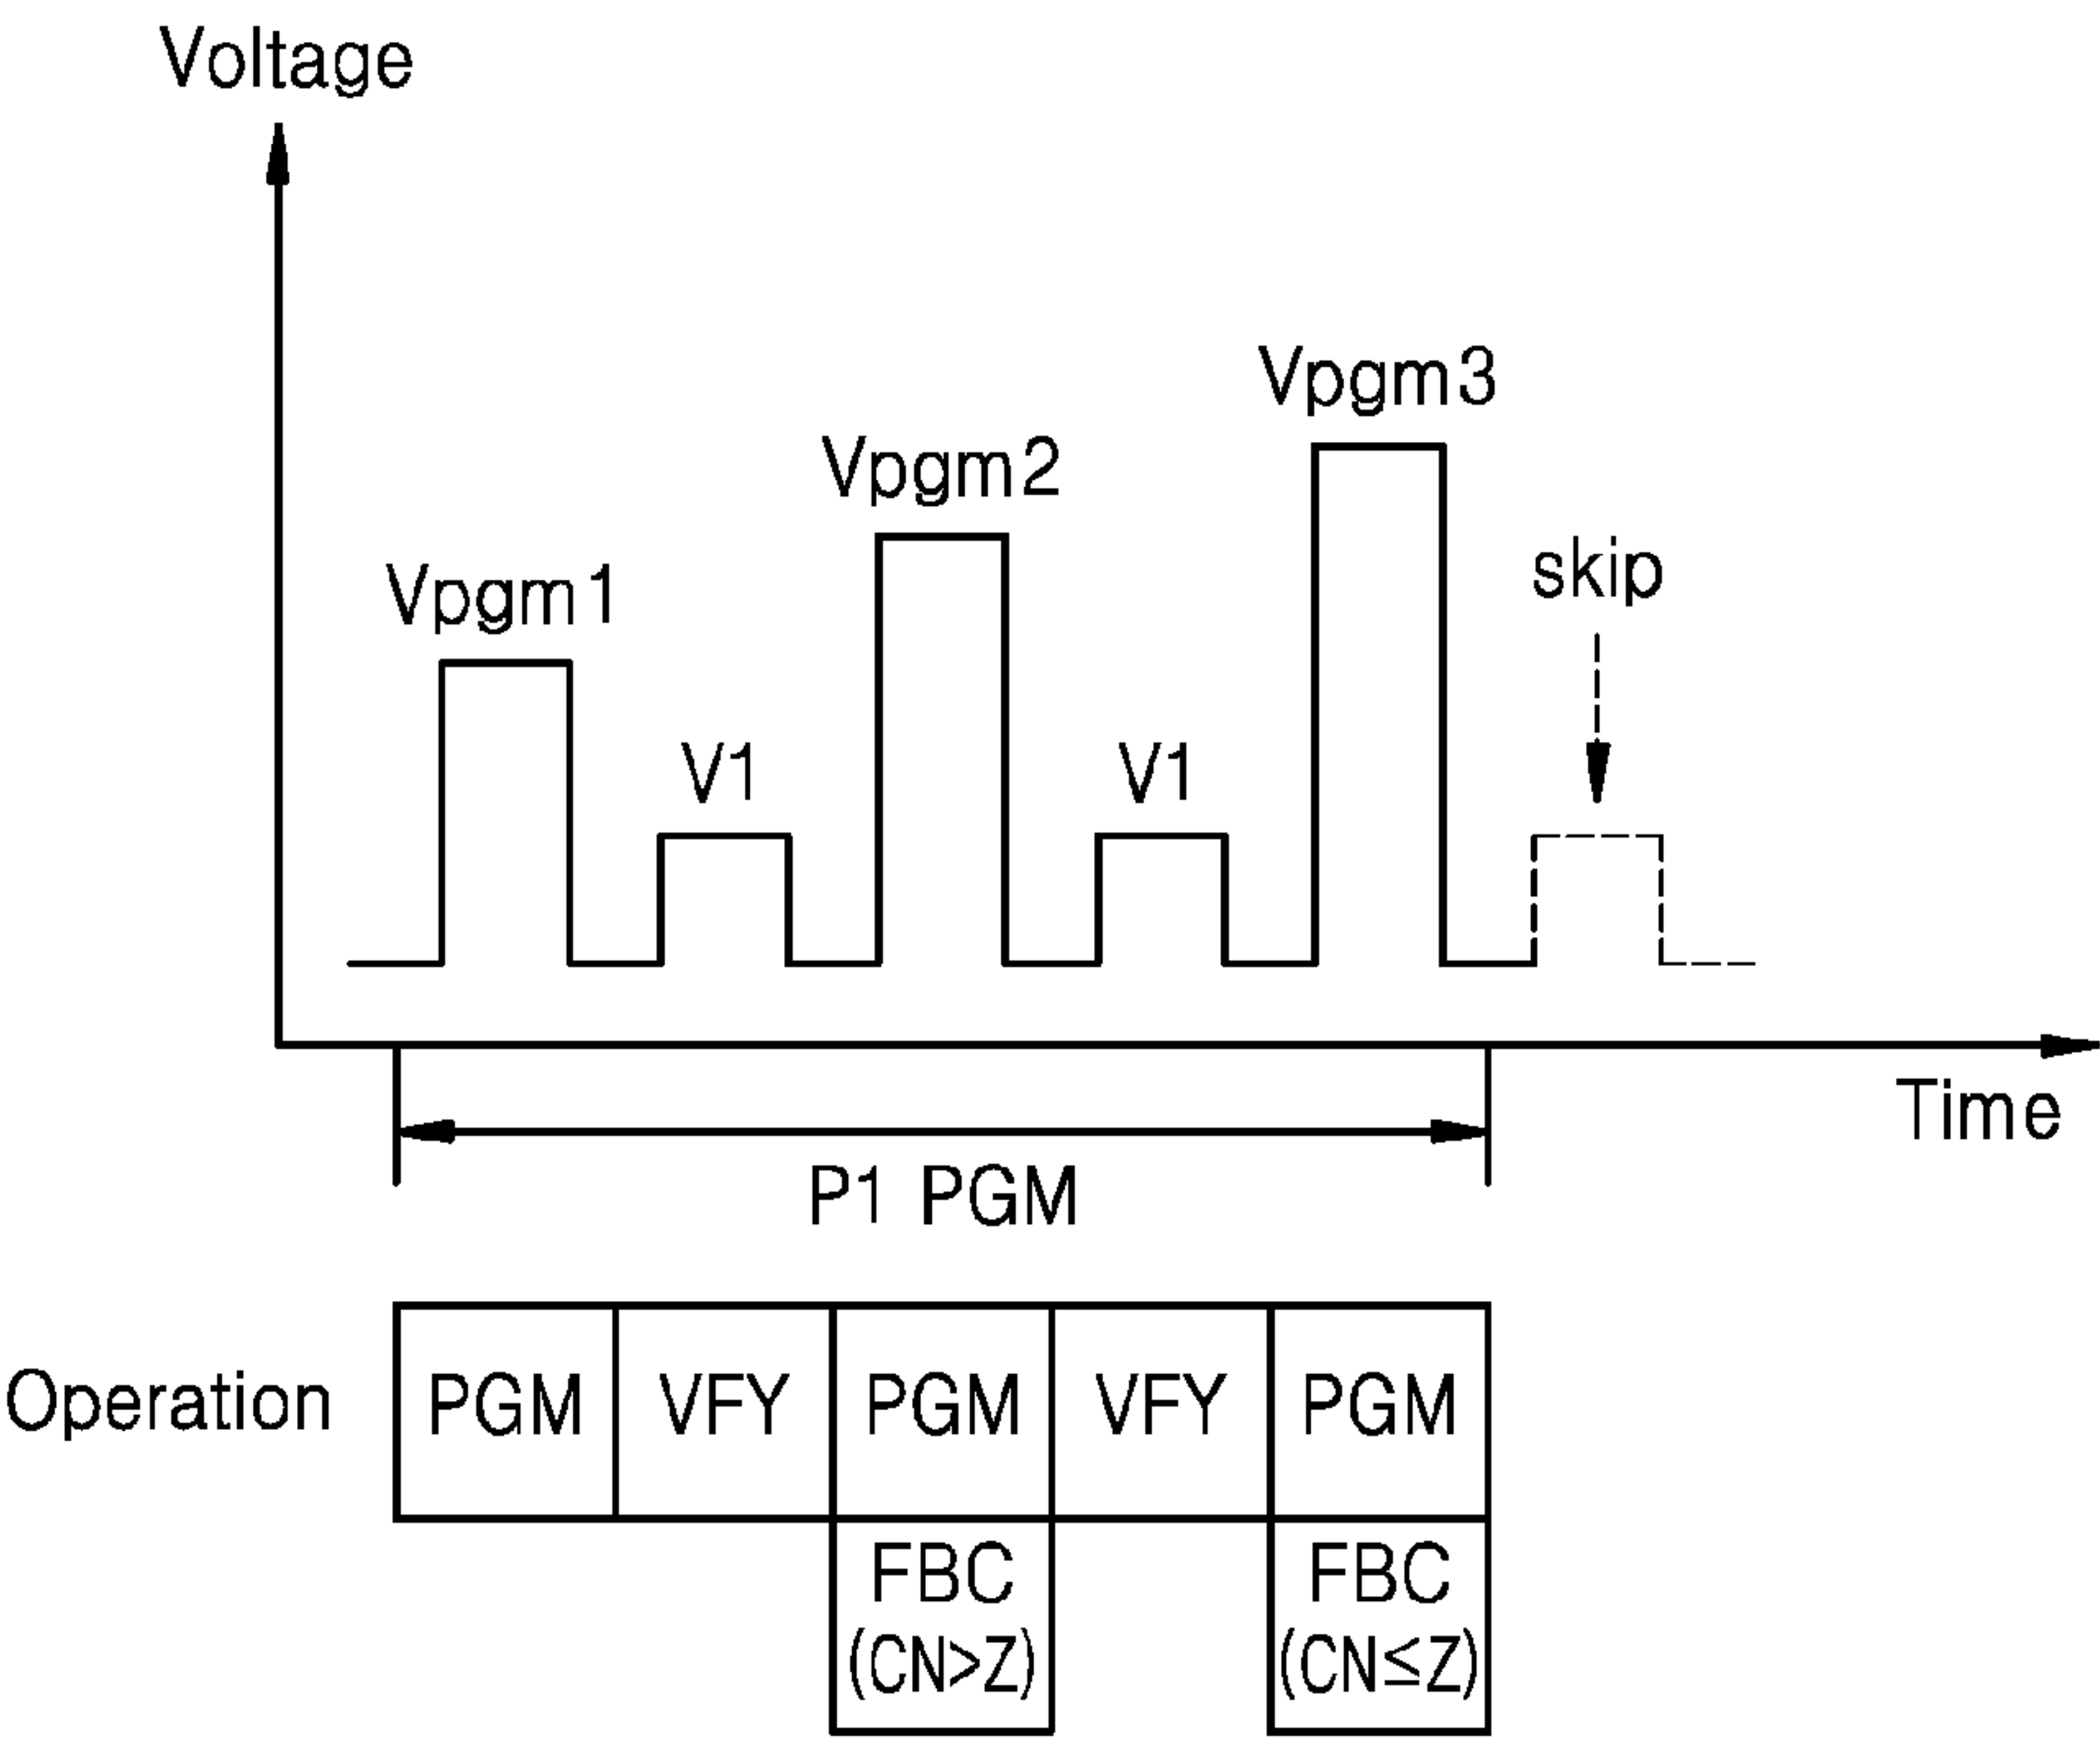 Voltage
Vpgm3
Vpgm2
skip
Vpgm1
V1 V1
Time
P1 PGM
Operation PGM VFY PGM VFY PGM
FBC FBC
(CN>Z) (CN≤Z)